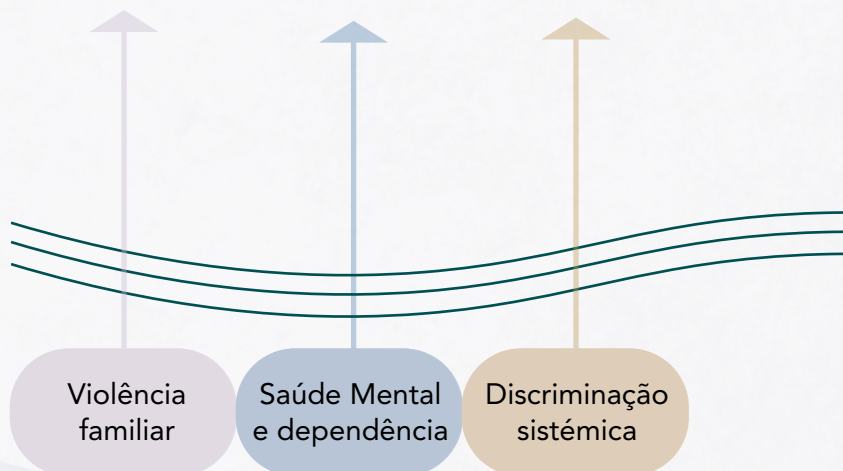 Violência
familiar
Saúde Mental
e dependência
Discriminação
sistémica